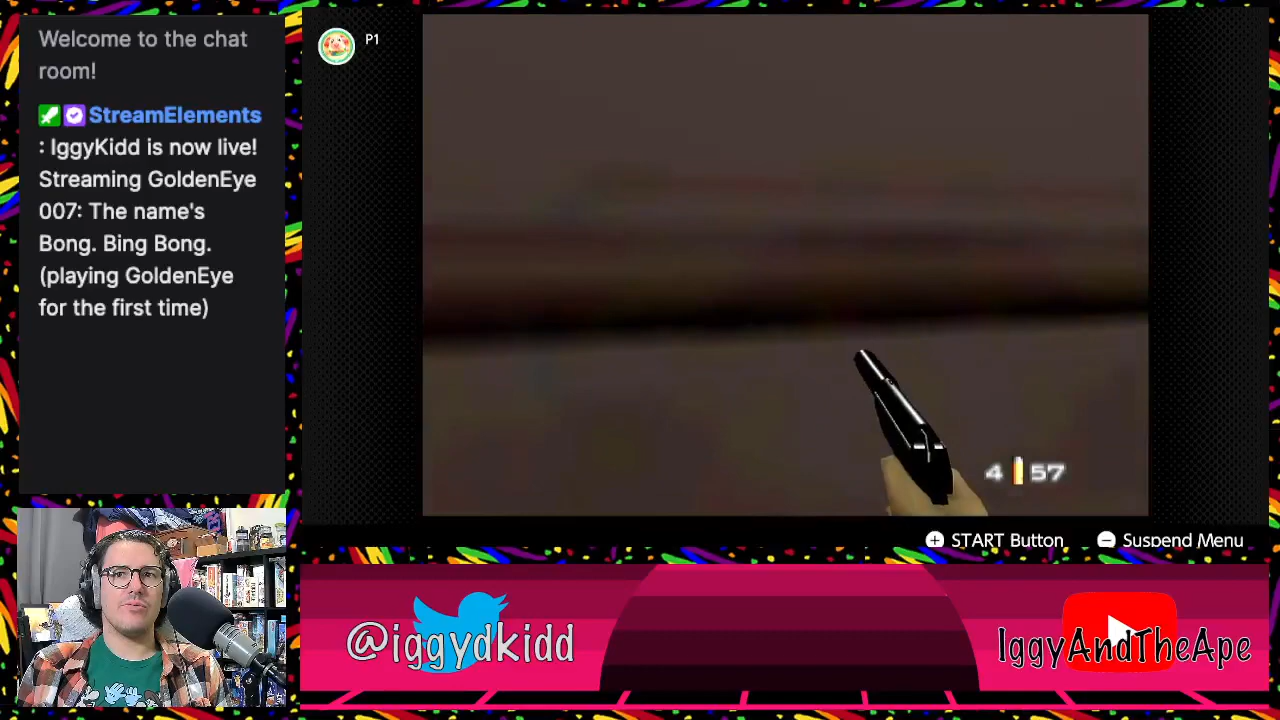 Welcome to the chat
room!
StreamElements
: IggyKidd is now live!
Streaming GoldenEye
007: The name's
Bong. Bing Bong.
(playing GoldenEye
for the first time)
P1
4 57
START Button
Suspend Menu
@iggydkidd
IggyAndTheApe